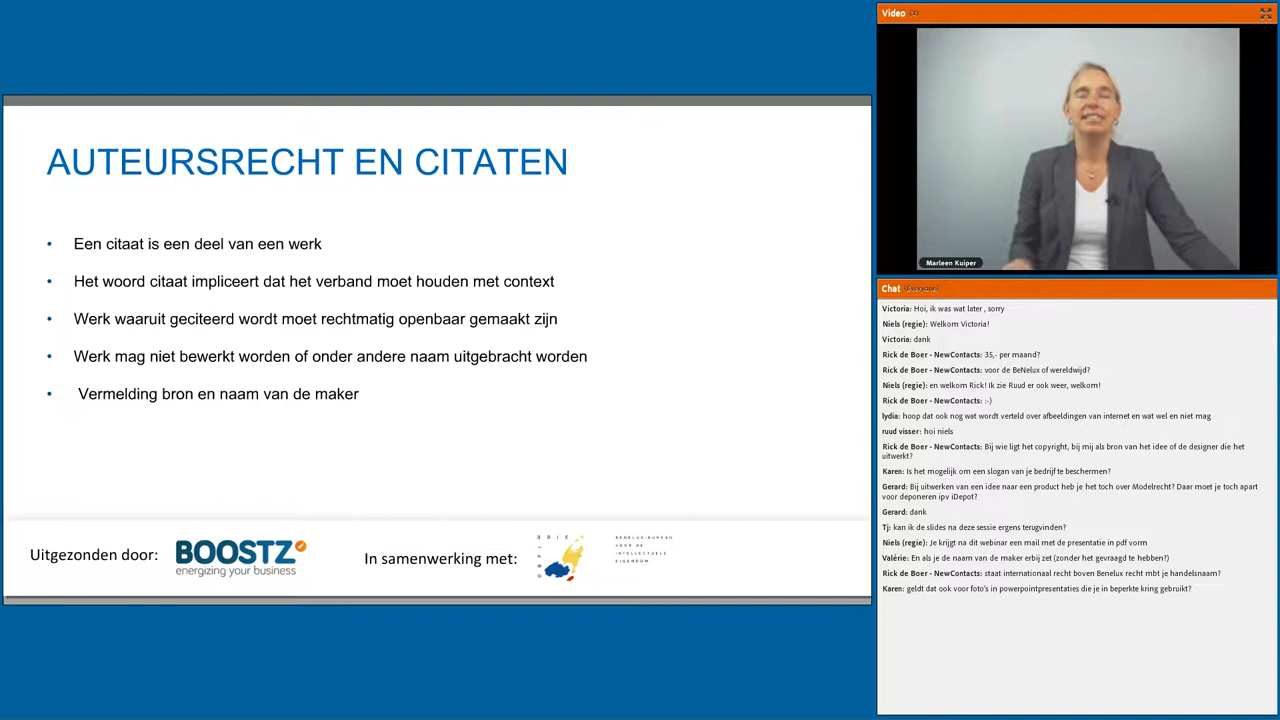 AUTEURSRECHT EN CITATEN
• Een citaat is een deel van een werk
• Het woord citaat impliceert dat het verband moet houden met context
• Werk waaruit geciteerd wordt moet rechtmatig openbaar gemaakt zijn
• Werk mag niet bewerkt worden of onder andere naam uitgebracht worden
• Vermelding bron en naam van de maker
Uitgezonden door:
BOOSTZ
energizing your business
In samenwerking met:
BENELUX-BUREAU
VOOR DE
INTELLECTUELE
EIGENDOM
Video
Marleen Kuiper
Chat (Everyone)
Victoria: Hoi, ik was wat later , sorry
Niels (regie): Welkom Victoria!
Victoria: dank
Rick de Boer - NewContacts: 35,- per maand?
Rick de Boer - NewContacts: voor de BeNelux of wereldwijd?
Niels (regie): en welkom Rick! Ik zie Ruud er ook weer, welkom!
Rick de Boer - NewContacts: :-)
lydia: hoop dat ook nog wat wordt verteld over afbeeldingen van internet en wat wel en niet mag
ruud visser: hoi niels
Rick de Boer - NewContacts: Bij wie ligt het copyright, bij mij als bron van het idee of de designer die het
uitwerkt?
Karen: Is het mogelijk om een slogan van je bedrijf te beschermen?
Gerard: Bij uitwerken van een idee naar een product heb je het toch over Modelrecht? Daar moet je toch apart
voor deponeren ipv iDepot?
Gerard: dank
Tj: kan ik de slides na deze sessie ergens terugvinden?
Niels (regie): Je krijgt na dit webinar een mail met de presentatie in pdf vorm
Valérie: En als je de naam van de maker erbij zet (zonder het gevraagd te hebben?)
Rick de Boer - NewContacts: staat internationaal recht boven Benelux recht mbt je handelsnaam?
Karen: geldt dat ook voor foto's in powerpointpresentaties die je in beperkte kring gebruikt?